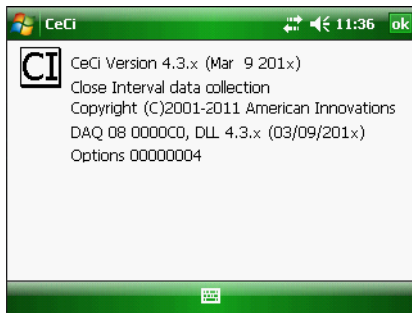 CeCi 11:36 ok
CI CeCi Version 4.3.x (Mar 9 201x)
Close Interval data collection
Copyright (C)2001-2011 American Innovations
DAQ 08 0000C0, DLL 4.3.x (03/09/201x)
Options 00000004